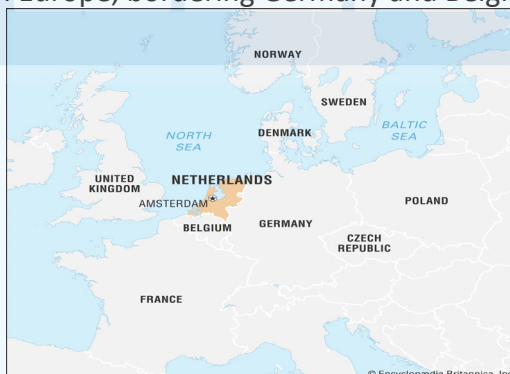 Europe, bordering Germany and
NORWAY
SWEDEN
BALTIC
SEA
NORTH
SEA
DENMARK
UNITED
KINGDOM
NETHERLANDS
AMSTERDAM
POLAND
BELGIUM
GERMANY
CZECH
REPUBLIC
FRANCE
© Encyclopædia Britannica,